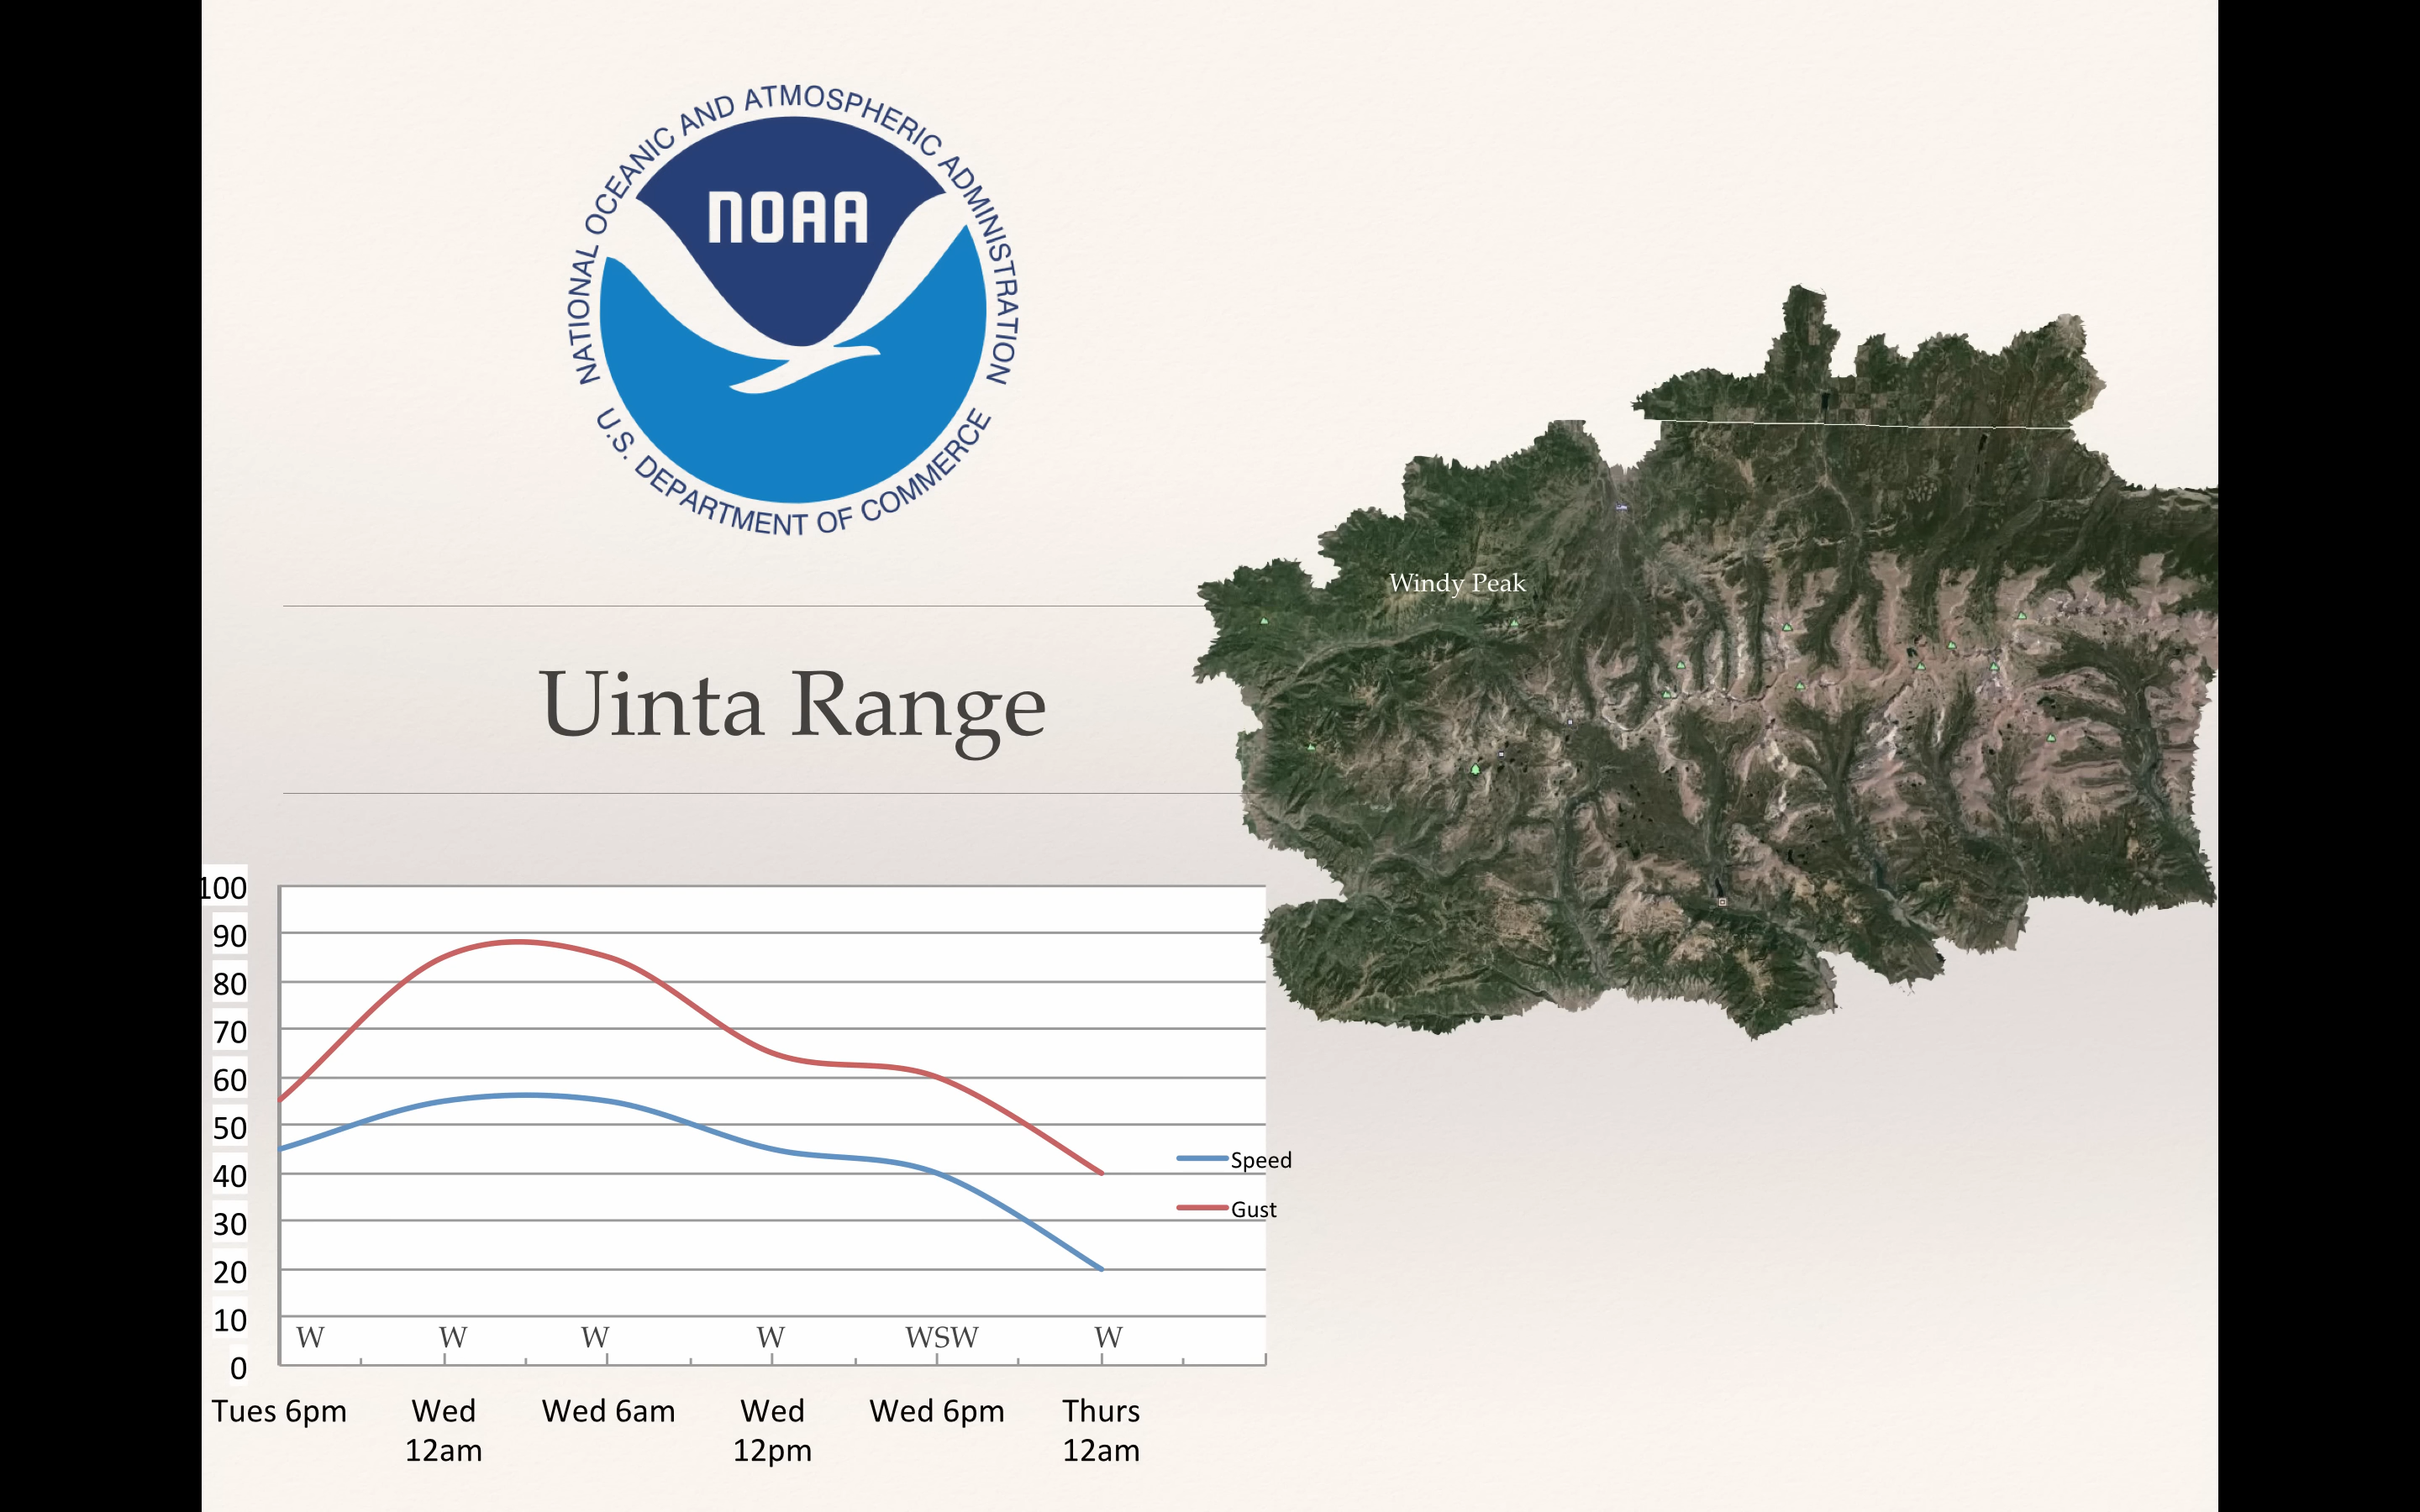 NATIONAL OCEANIC AND ATMOSPHERIC ADMINISTRATION
NOAA
U.S. DEPARTMENT OF COMMERCE
Windy Peak
Uinta Range
100
90
80
70
60
50
40
30
20
10
0
Speed
Gust
W W W W WSW W
Tues 6pm Wed 12am Wed 6am Wed 12pm Wed 6pm Thurs 12am